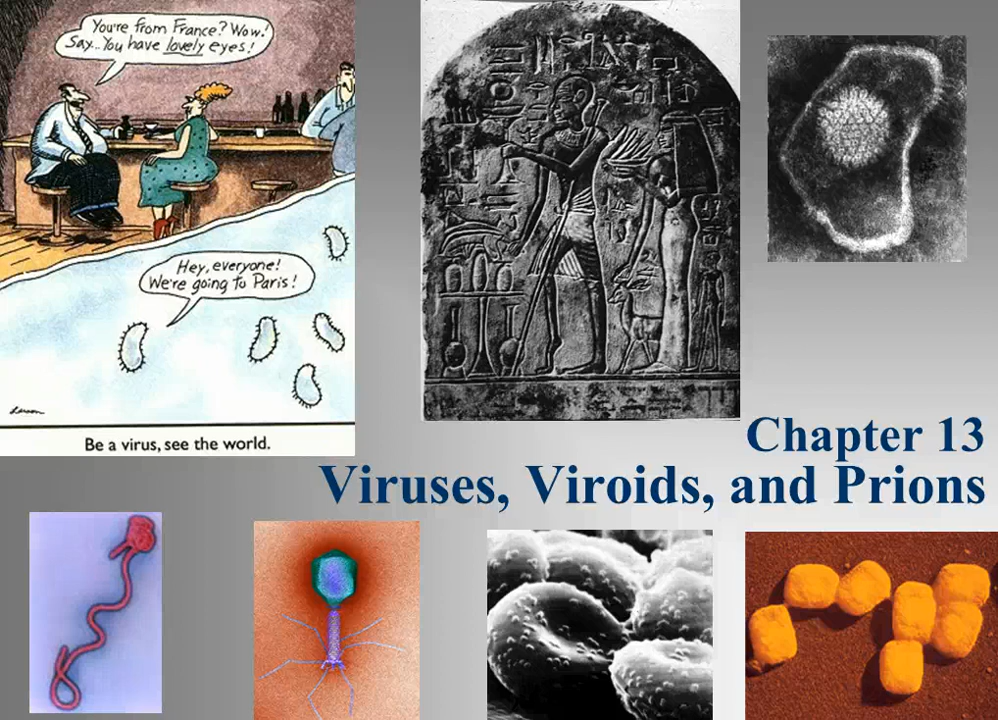 You're from France? Wow!
Say... You have lovely eyes!
Hey, everyone!
We're going to Paris!
Larson
Be a virus, see the world.
Chapter 13
Viruses, Viroids, and Prions